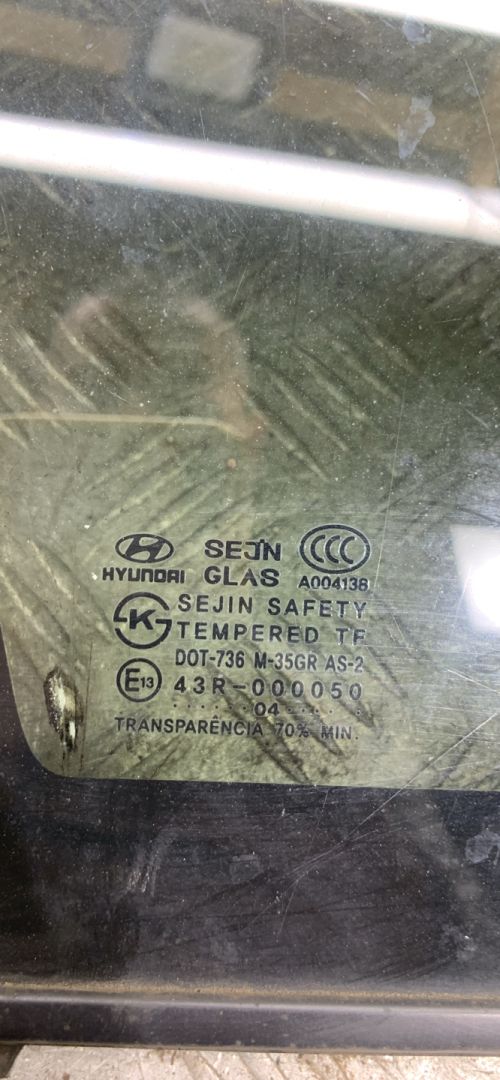 SEJIN
HYUNDAI GLAS
CCC
A004138
K
SEJIN SAFETY
TEMPERED TF
DOT-736 M-35GR AS-2
E13
43R-000050
04
TRANSPARÊNCIA 70% MIN.